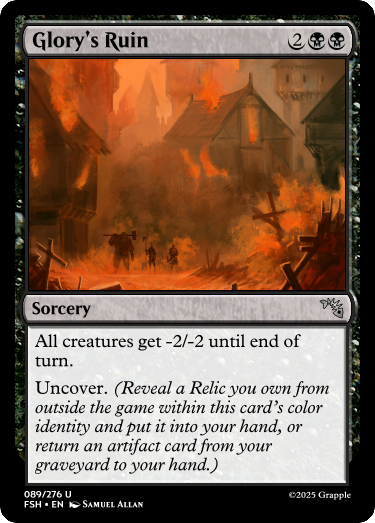 Glory's Ruin 2
Sorcery
All creatures get -2/-2 until end of
turn.
Uncover. (Reveal a Relic you own from
outside the game within this card's color
identity and put it into your hand, or
return an artifact card from your
graveyard to your hand.)
089/276 U
FSH • EN Samuel Allan
©2025 Grapple